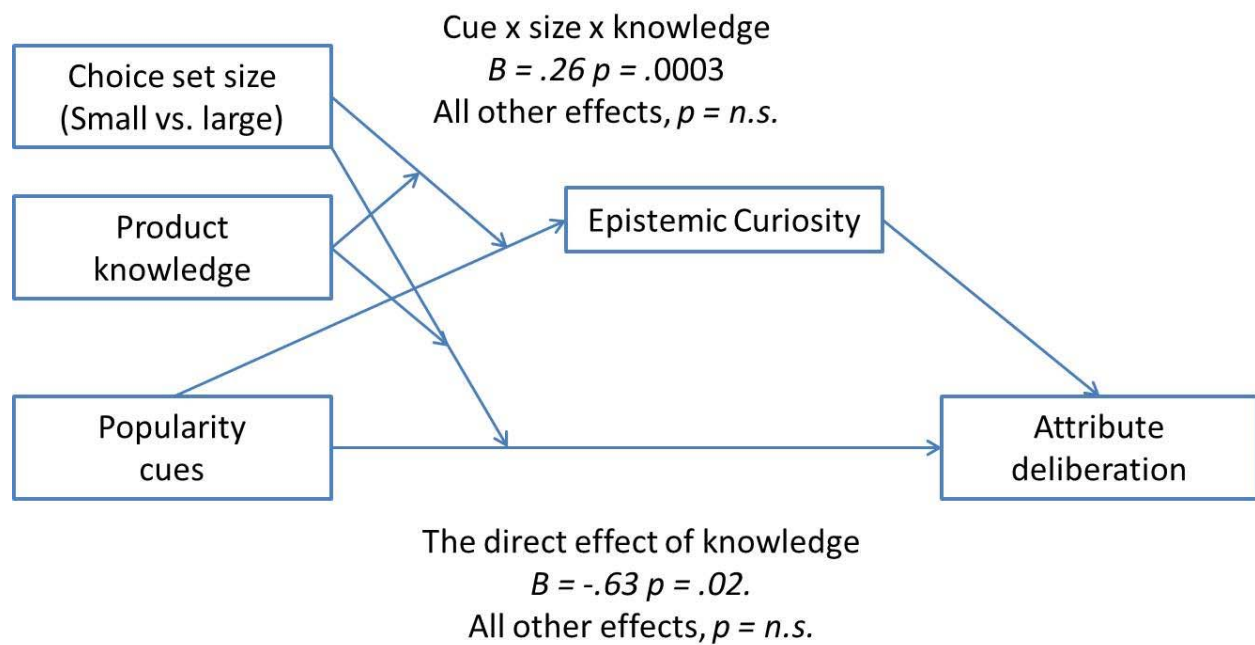 Cue x size x knowledge
B = .26 p = .0003
All other effects, p = n.s.
Choice set size
(Small vs. large)
Product
knowledge
Epistemic Curiosity
Popularity
cues
Attribute
deliberation
The direct effect of knowledge
B = -.63 p = .02.
All other effects, p = n.s.